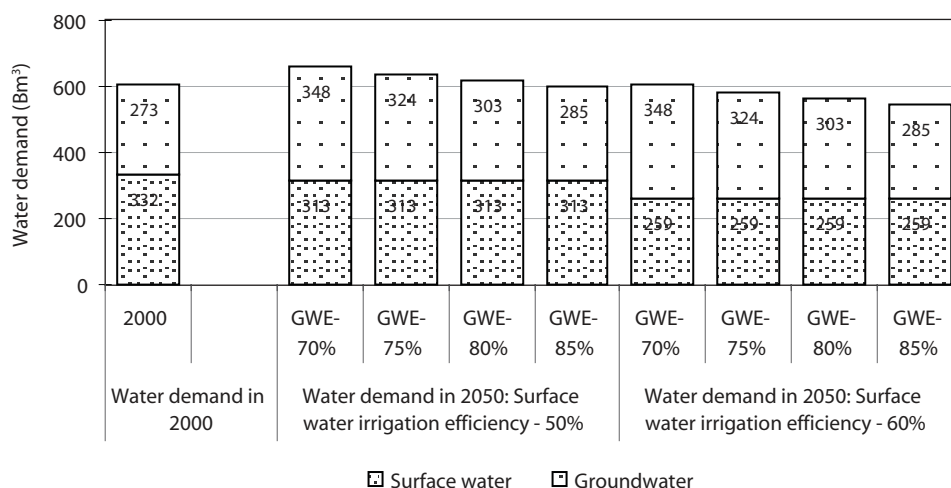 Water demand (Bm³)
800
600
400
200
0
273
348
324
303
285
348
324
303
285
332
313
313
313
313
259
259
259
259
2000
GWE-
70%
GWE-
75%
GWE-
80%
GWE-
85%
GWE-
70%
GWE-
75%
GWE-
80%
GWE-
85%
Water demand in
2000
Water demand in 2050: Surface
water irrigation efficiency - 50%
Water demand in 2050: Surface
water irrigation efficiency - 60%
Surface water
Groundwater